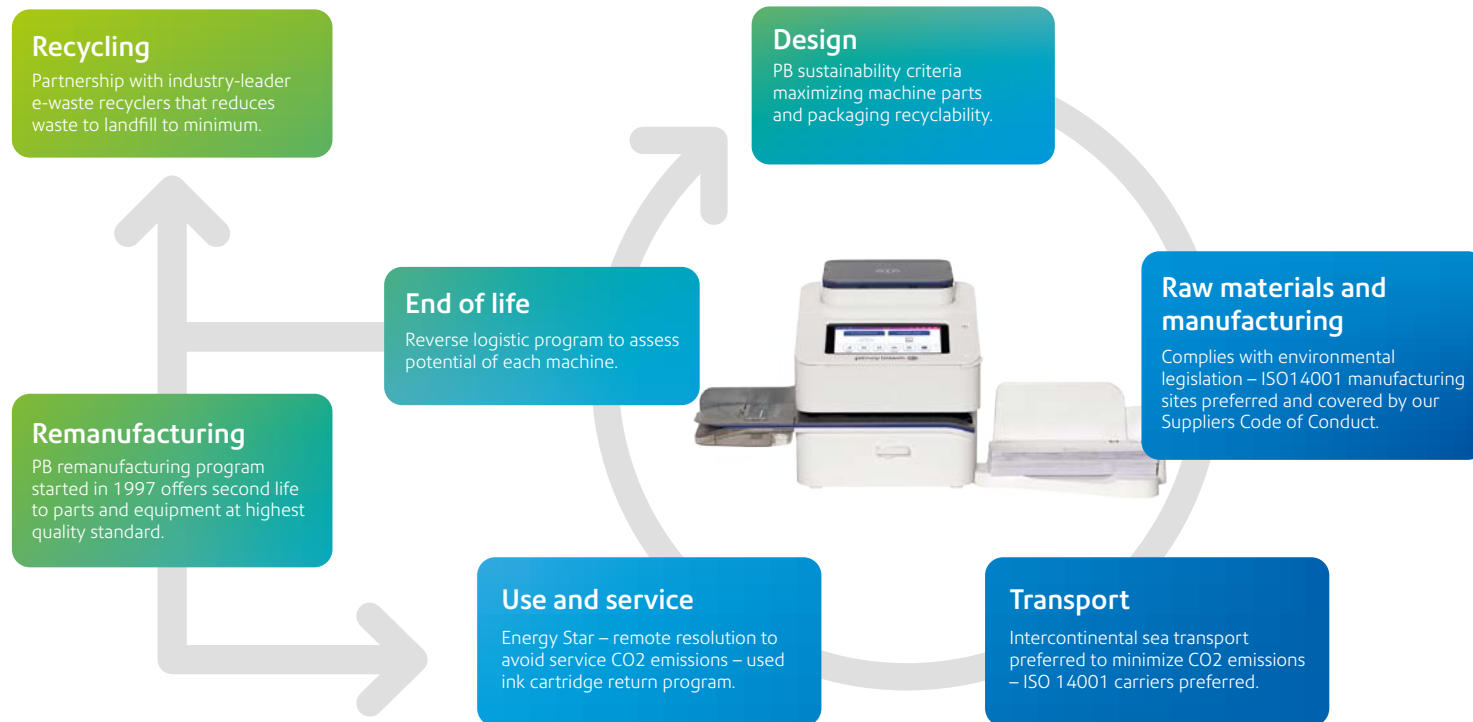 Recycling
Partnership with industry-leader
e-waste recyclers that reduces
waste to landfill to minimum.
Design
PB sustainability criteria
maximizing machine parts
and packaging recyclability.
End of life
Reverse logistic program to assess
potential of each machine.
pitney bowes
Raw materials and
manufacturing
Complies with environmental
legislation – ISO14001 manufacturing
sites preferred and covered by our
Suppliers Code of Conduct.
Remanufacturing
PB remanufacturing program
started in 1997 offers second life
to parts and equipment at highest
quality standard.
Use and service
Energy Star – remote resolution to
avoid service CO2 emissions – used
ink cartridge return program.
Transport
Intercontinental sea transport
preferred to minimize CO2 emissions
– ISO 14001 carriers preferred.